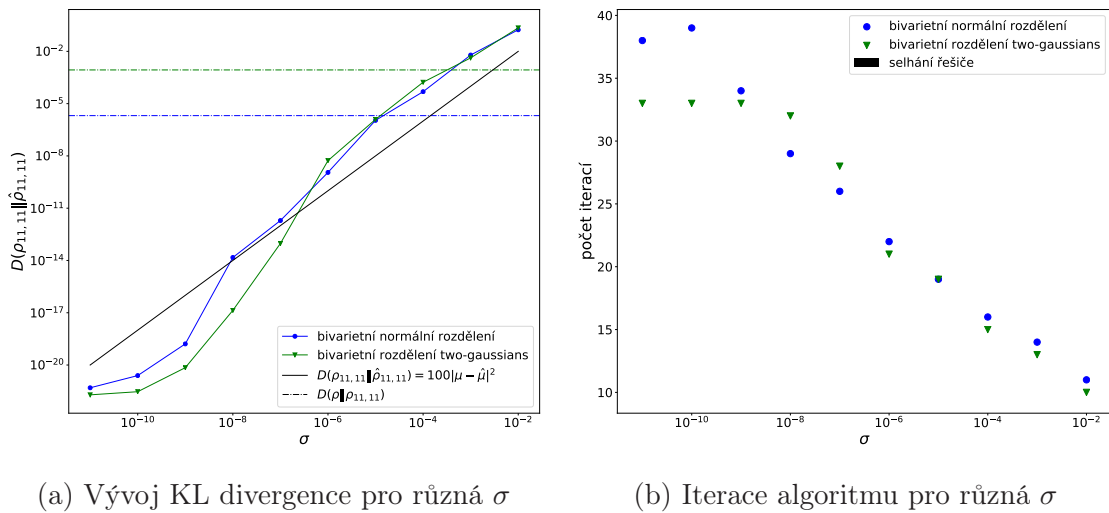 D(ρ₁₁,₁₁‖ρ̂₁₁,₁₁)
10⁻²
10⁻⁵
10⁻⁸
10⁻¹¹
10⁻¹⁴
10⁻¹⁷
10⁻²⁰
bivarietní normální rozdělení
bivarietní rozdělení two-gaussians
D(ρ₁₁,₁₁‖ρ̂₁₁,₁₁) = 100|μ − μ̂|²
D(ρ‖ρ₁₁,₁₁)
10⁻¹⁰ 10⁻⁸ 10⁻⁶ 10⁻⁴ 10⁻²
σ
(a) Vývoj KL divergence pro různá σ
počet iterací
40
35
30
25
20
15
10
bivarietní normální rozdělení
bivarietní rozdělení two-gaussians
selhání řešiče
10⁻¹⁰ 10⁻⁸ 10⁻⁶ 10⁻⁴ 10⁻²
σ
(b) Iterace algoritmu pro různá σ